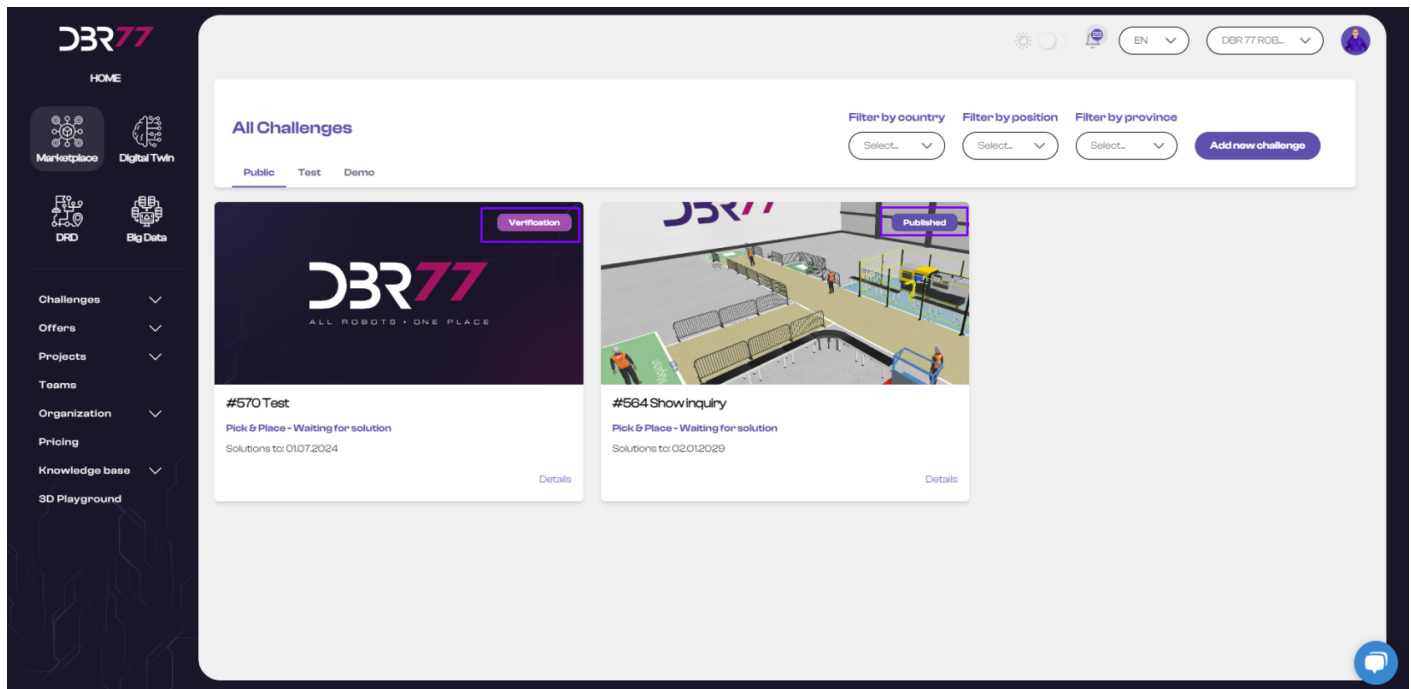 DBR77
HOME
Marketplace
Digital Twin
DRD
Big Data
Challenges
Offers
Projects
Teams
Organization
Pricing
Knowledge base
3D Playground
EN
DBR 77 ROB...
All Challenges
Filter by country
Filter by position
Filter by province
Select...
Select...
Select...
Add new challenge
Public
Test
Demo
Verification
DBR77
ALL ROBOTS • ONE PLACE
#570 Test
Pick & Place - Waiting for solution
Solutions to: 01.07.2024
Details
DBR77
Published
#564 Show inquiry
Pick & Place - Waiting for solution
Solutions to: 02.01.2029
Details